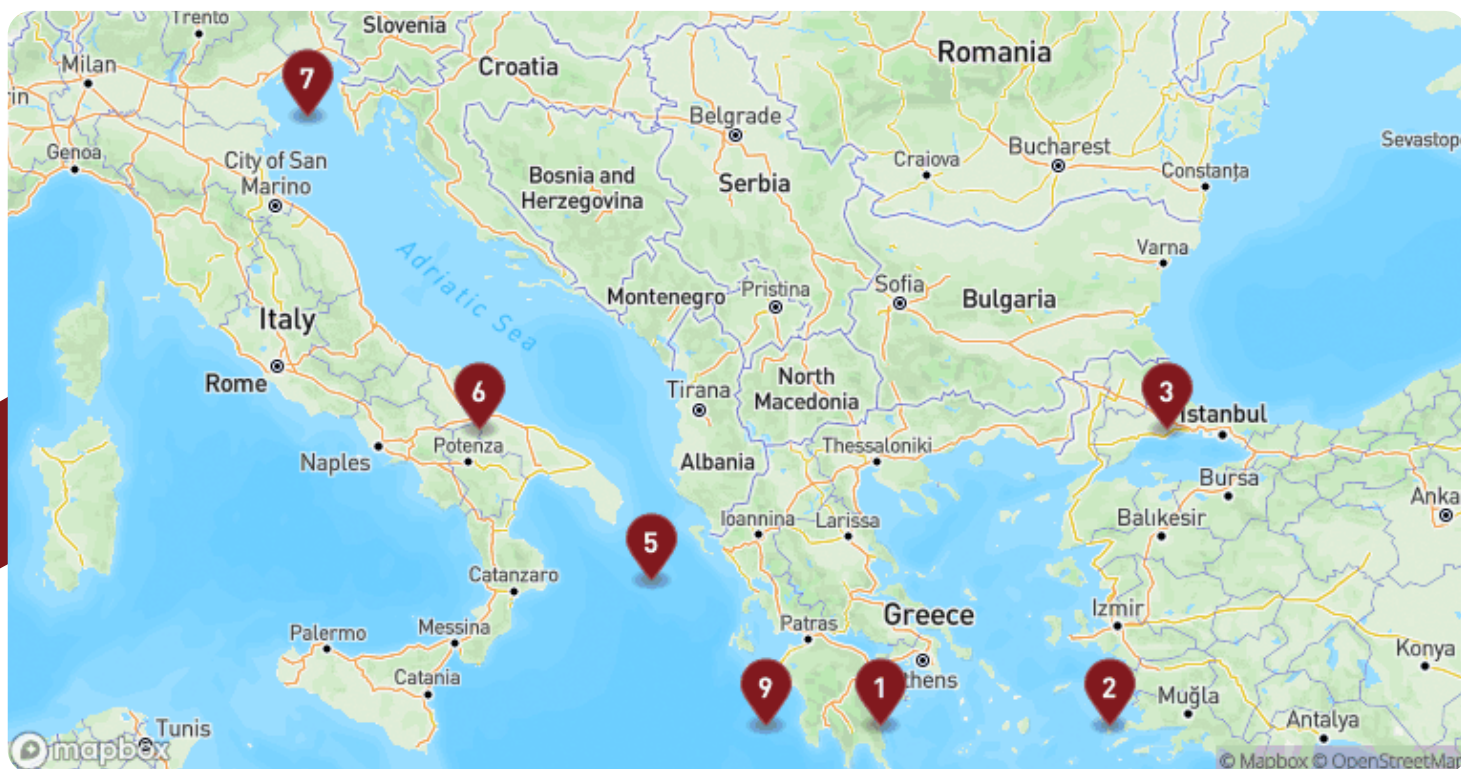 Trento
Slovenia
Romania
Milan
7
Croatia
in
Belgrade
Sevastop
Genoa
City of San
Marino
Craiova
Bucharest
Constanța
Bosnia and
Herzegovina
Serbia
Varna
Adriatic Sea
Montenegro
Pristina
Sofia
Bulgaria
Italy
Rome
6
Tirana
North
Macedonia
3
Istanbul
Naples
Potenza
Albania
Thessaloniki
Bursa
Anka
5
Ioannina
Larissa
Balıkesir
Catanzaro
Greece
Izmir
Palermo
Messina
Patras
Konya
Catania
9
1
thens
2
Muğla
Tunis
Antalya
mapbox
© Mapbox © OpenStreetMap